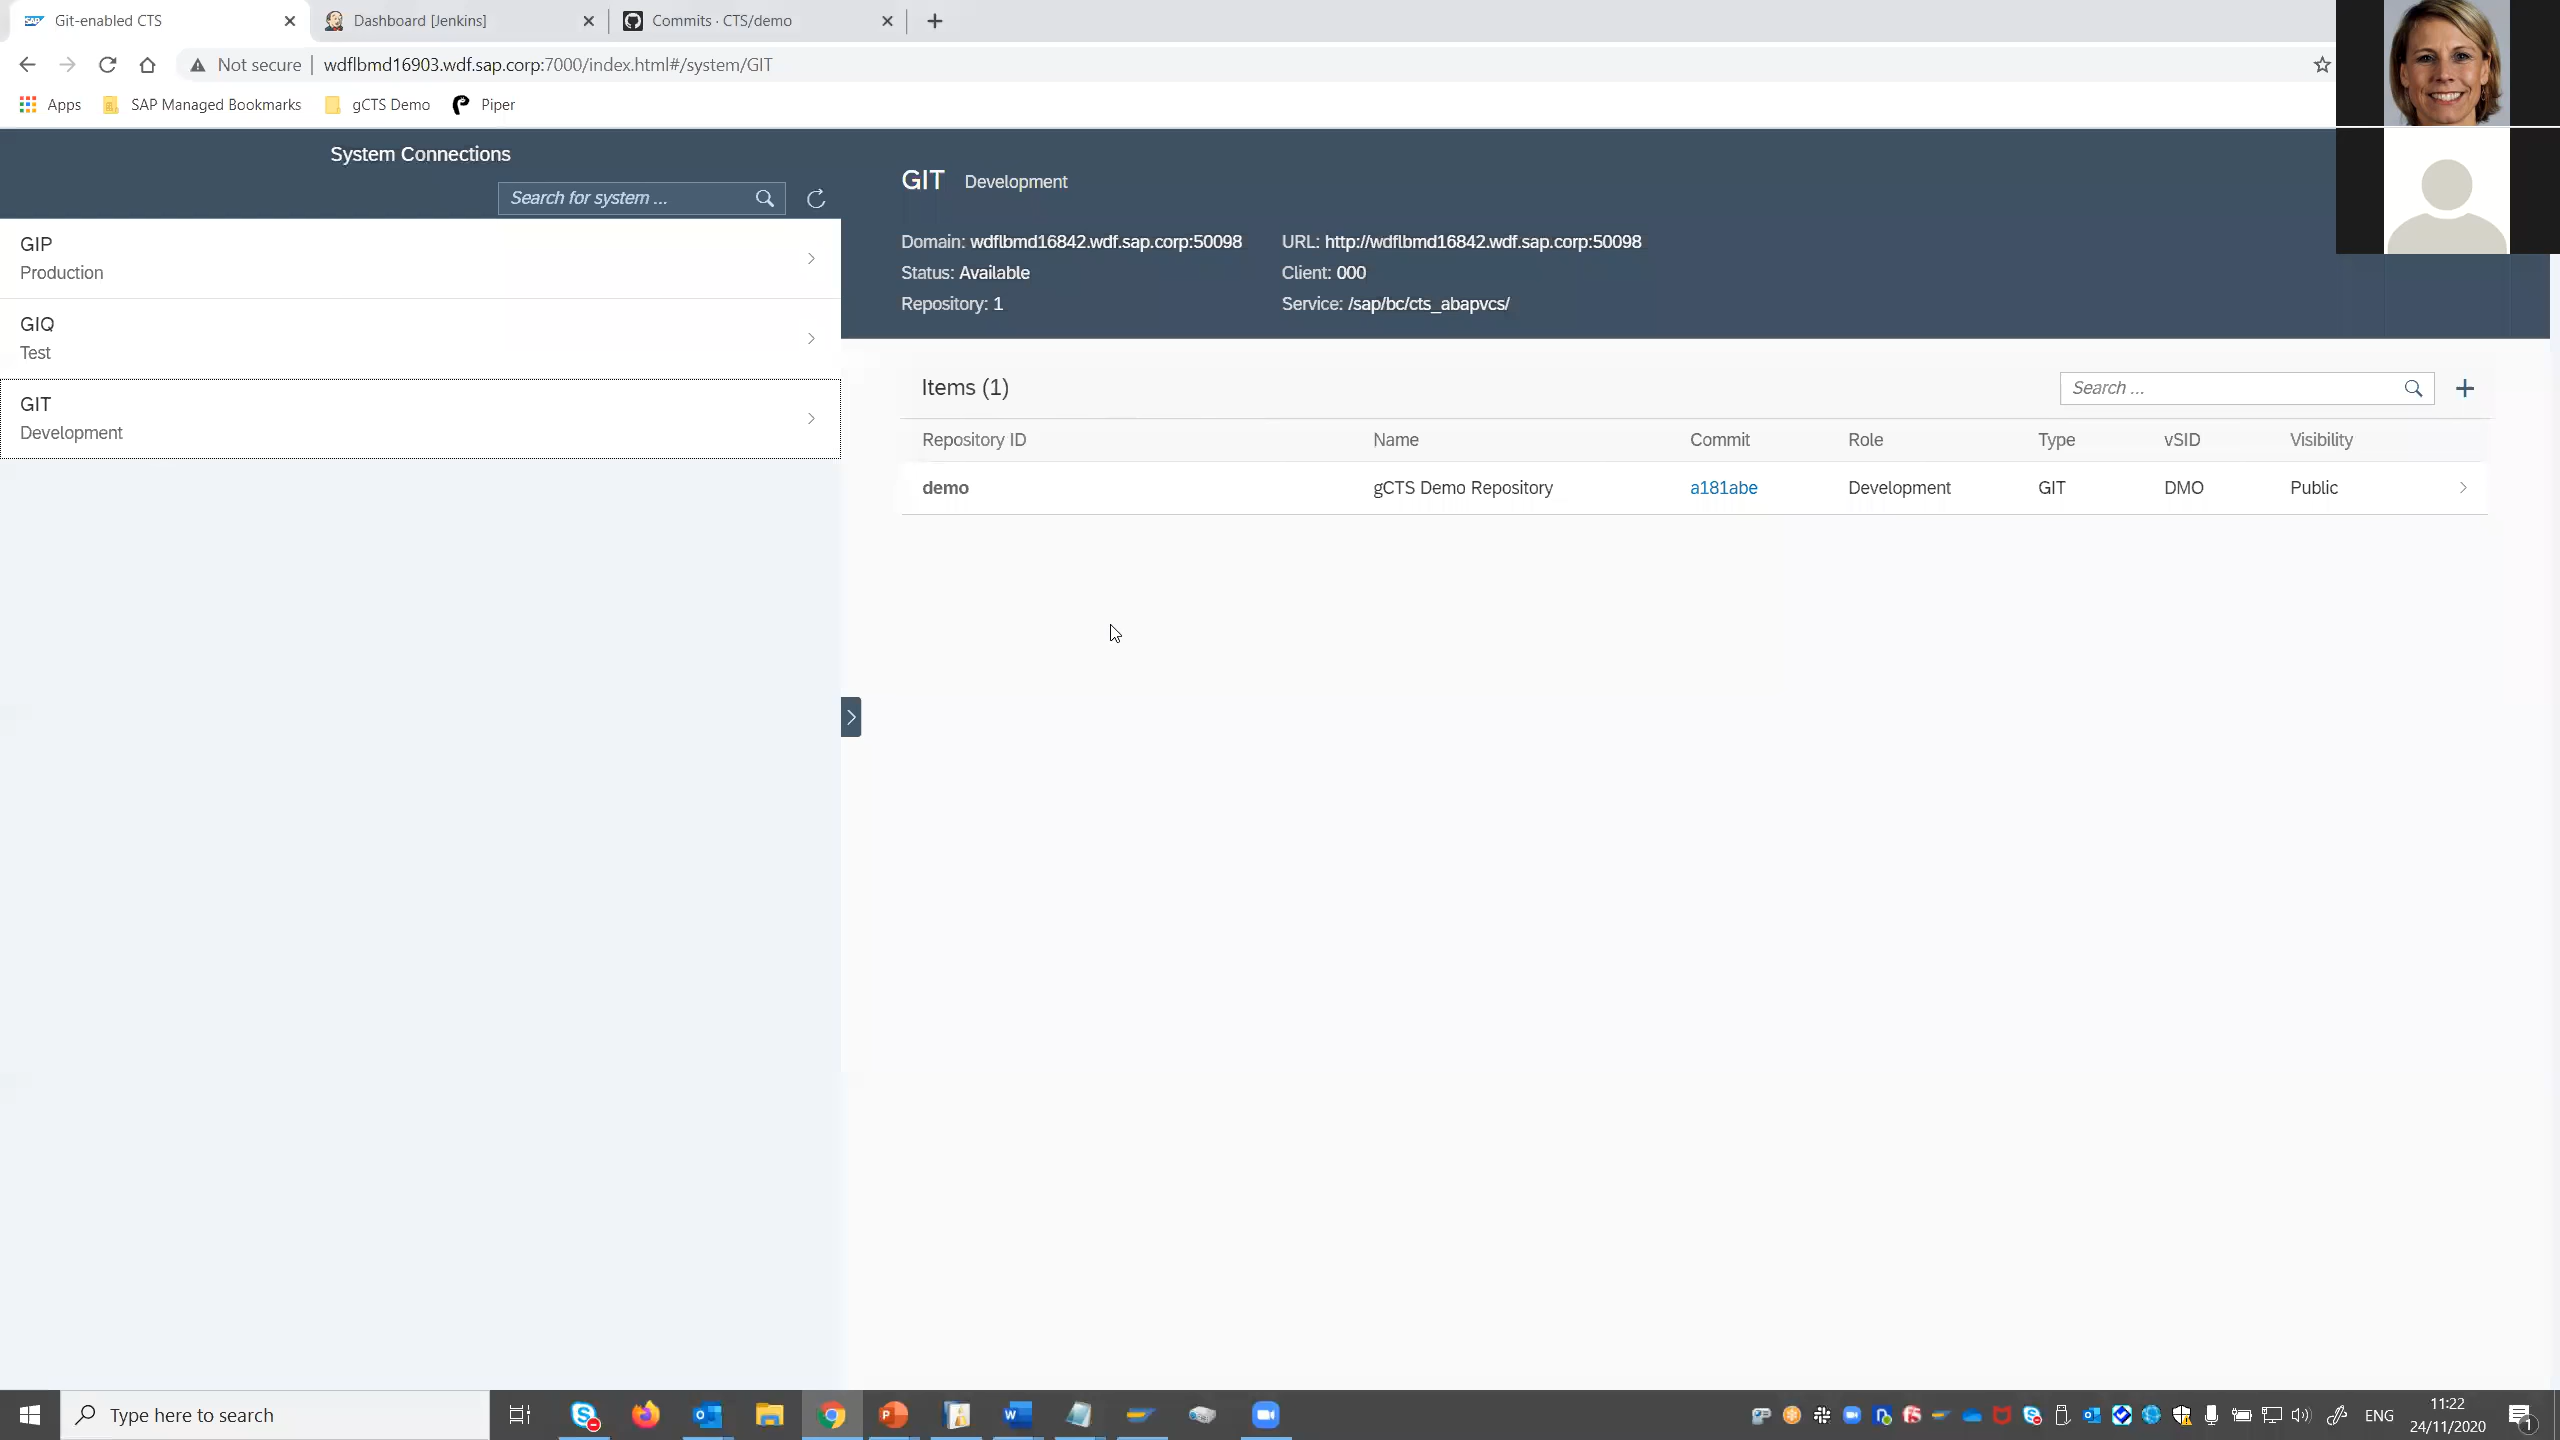 Git-enabled CTS
Dashboard [Jenkins]
Commits · CTS/demo
Not secure
wdflbmd16903.wdf.sap.corp:7000/index.html#/system/GIT
Apps
SAP Managed Bookmarks
gCTS Demo
Piper
System Connections
Search for system ...
GIP
Production
GIQ
Test
GIT
Development
GIT Development
Domain: wdflbmd16842.wdf.sap.corp:50098
URL: http://wdflbmd16842.wdf.sap.corp:50098
Status: Available
Client: 000
Repository: 1
Service: /sap/bc/cts_abapvcs/
Items (1)
Search ...
Repository ID Name Commit Role Type vSID Visibility
demo gCTS Demo Repository a181abe Development GIT DMO Public
Type here to search
ENG
11:22
24/11/2020
1